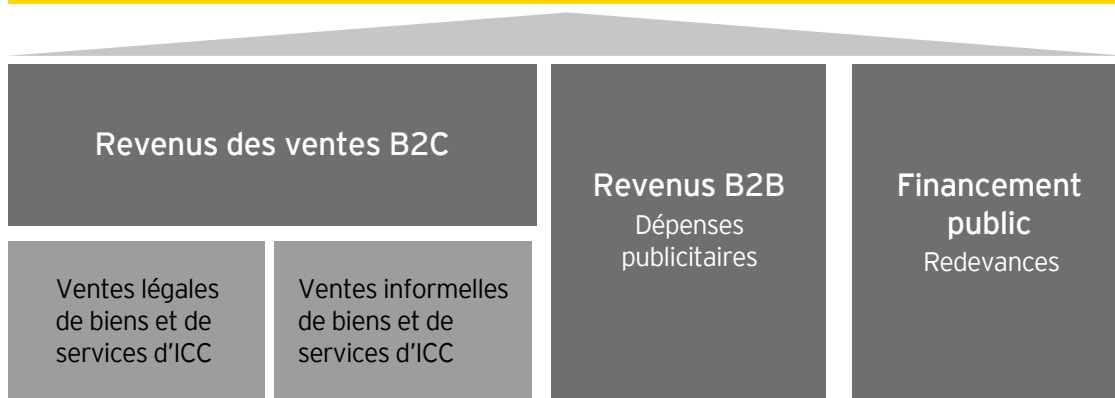 Revenus des ventes B2C
Ventes légales
de biens et de
services d'ICC
Ventes informelles
de biens et de
services d'ICC
Revenus B2B
Dépenses
publicitaires
Financement
public
Redevances